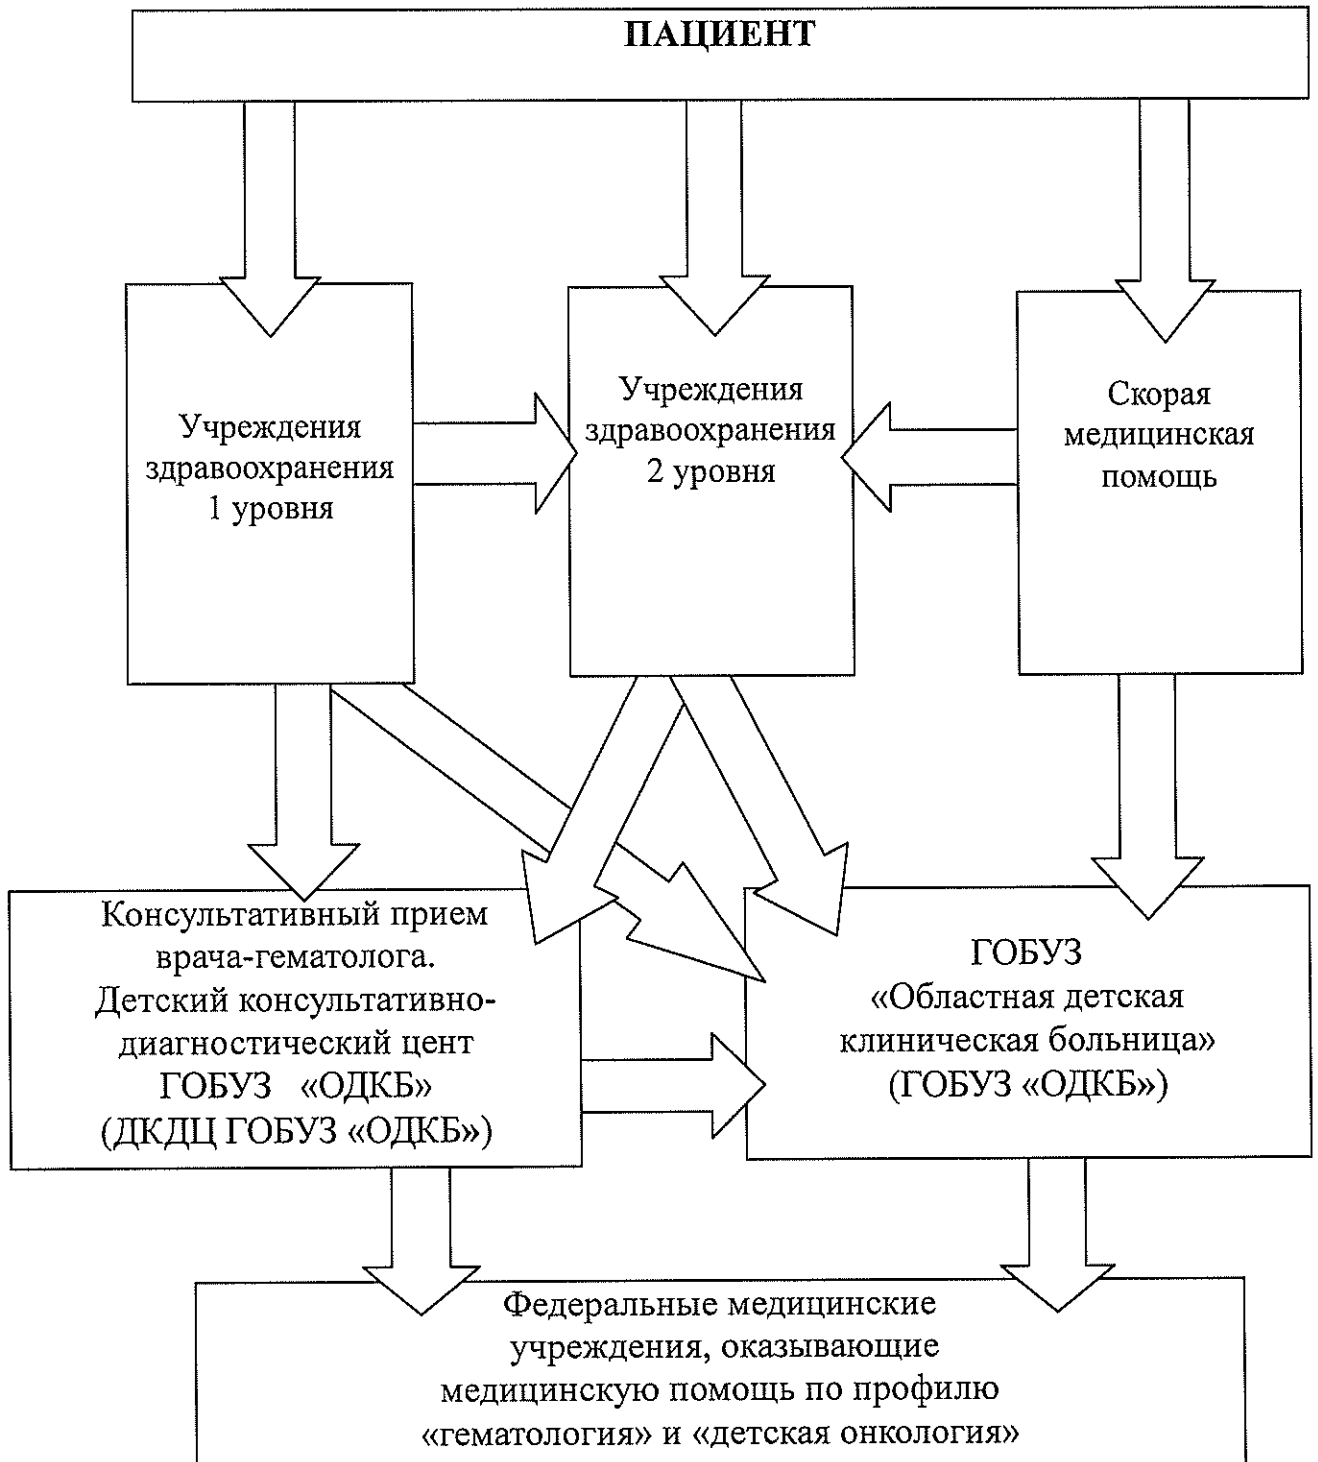 ПАЦИЕНТ
Учреждения
здравоохранения
1 уровня
Учреждения
здравоохранения
2 уровня
Скорая
медицинская
помощь
Консультативный прием
врача-гематолога.
Детский консультативно-
диагностический цент
ГОБУЗ «ОДКБ»
(ДКДЦ ГОБУЗ «ОДКБ»)
ГОБУЗ
«Областная детская
клиническая больница»
(ГОБУЗ «ОДКБ»)
Федеральные медицинские
учреждения, оказывающие
медицинскую помощь по профилю
«гематология» и «детская онкология»